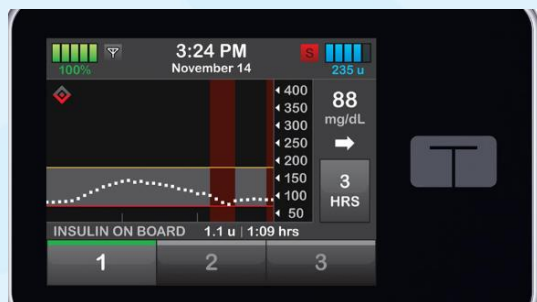 3:24 PM
November 14
100%
S
235 u
400
350
300
250
200
150
100
50
88
mg/dL
3
HRS
INSULIN ON BOARD 1.1 u | 1:09 hrs
1
2
3
T